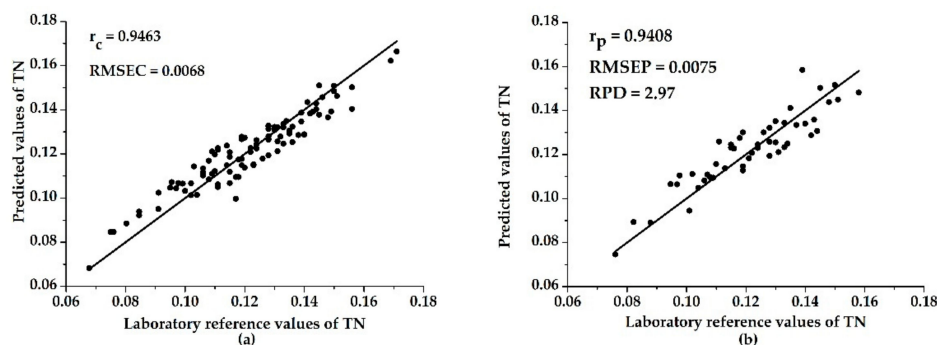 0.18
0.16
0.14
0.12
0.10
0.08
0.06
Predicted values of TN
r_c = 0.9463
RMSEC = 0.0068
0.06 0.08 0.10 0.12 0.14 0.16 0.18
Laboratory reference values of TN
(a)
0.18
0.16
0.14
0.12
0.10
0.08
0.06
Predicted values of TN
r_p = 0.9408
RMSEP = 0.0075
RPD = 2.97
0.06 0.08 0.10 0.12 0.14 0.16 0.18
Laboratory reference values of TN
(b)